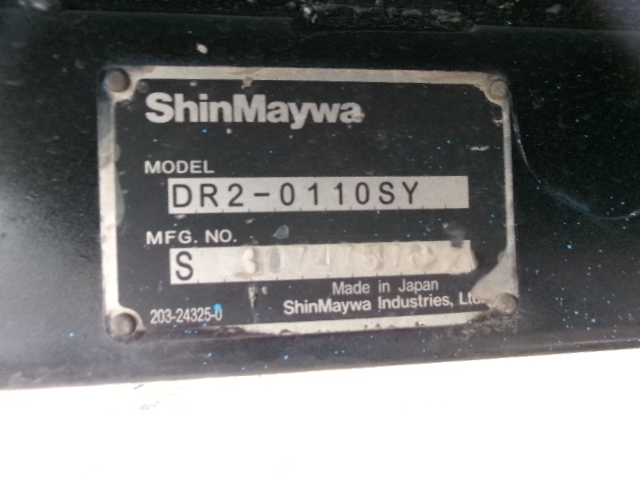 ShinMaywa
MODEL
DR2-0110SY
MFG. NO.
S
Made in Japan
ShinMaywa Industries, Ltd.
203-24325-0